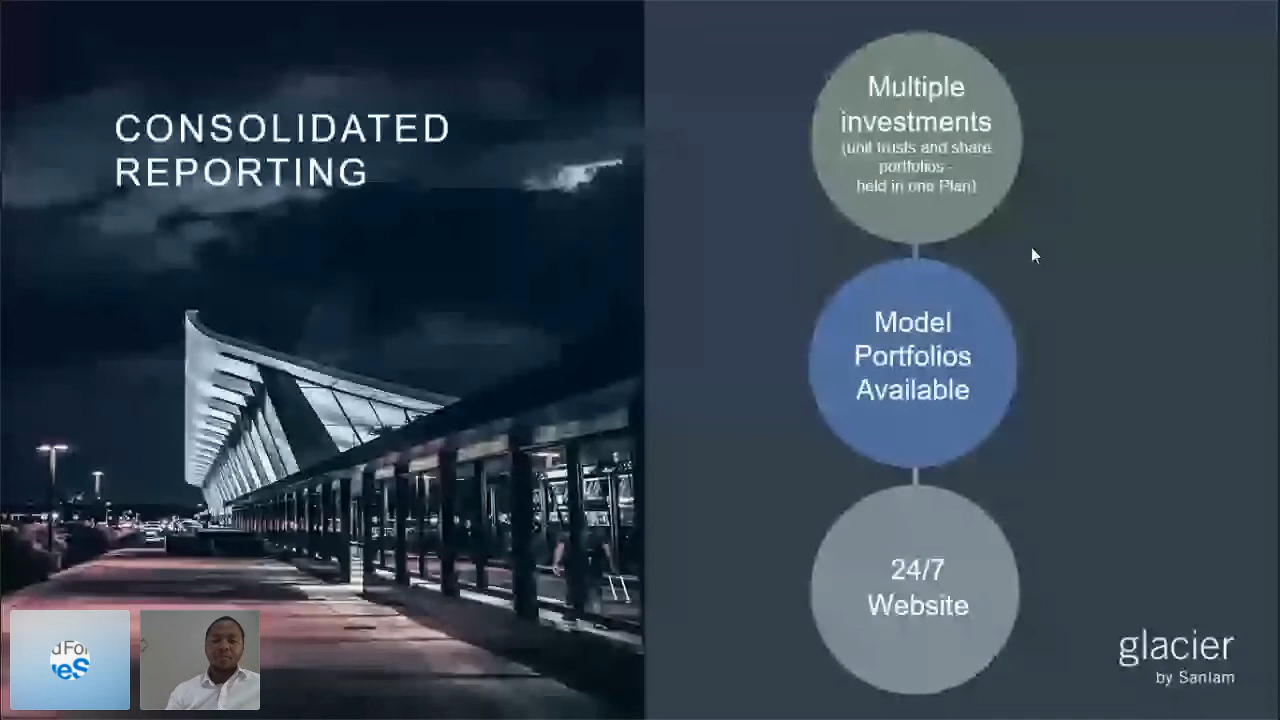 CONSOLIDATED
REPORTING
Multiple
investments
(unit trusts and share
portfolios -
held in one Plan)
Model
Portfolios
Available
24/7
Website
glacier
by Sanlam